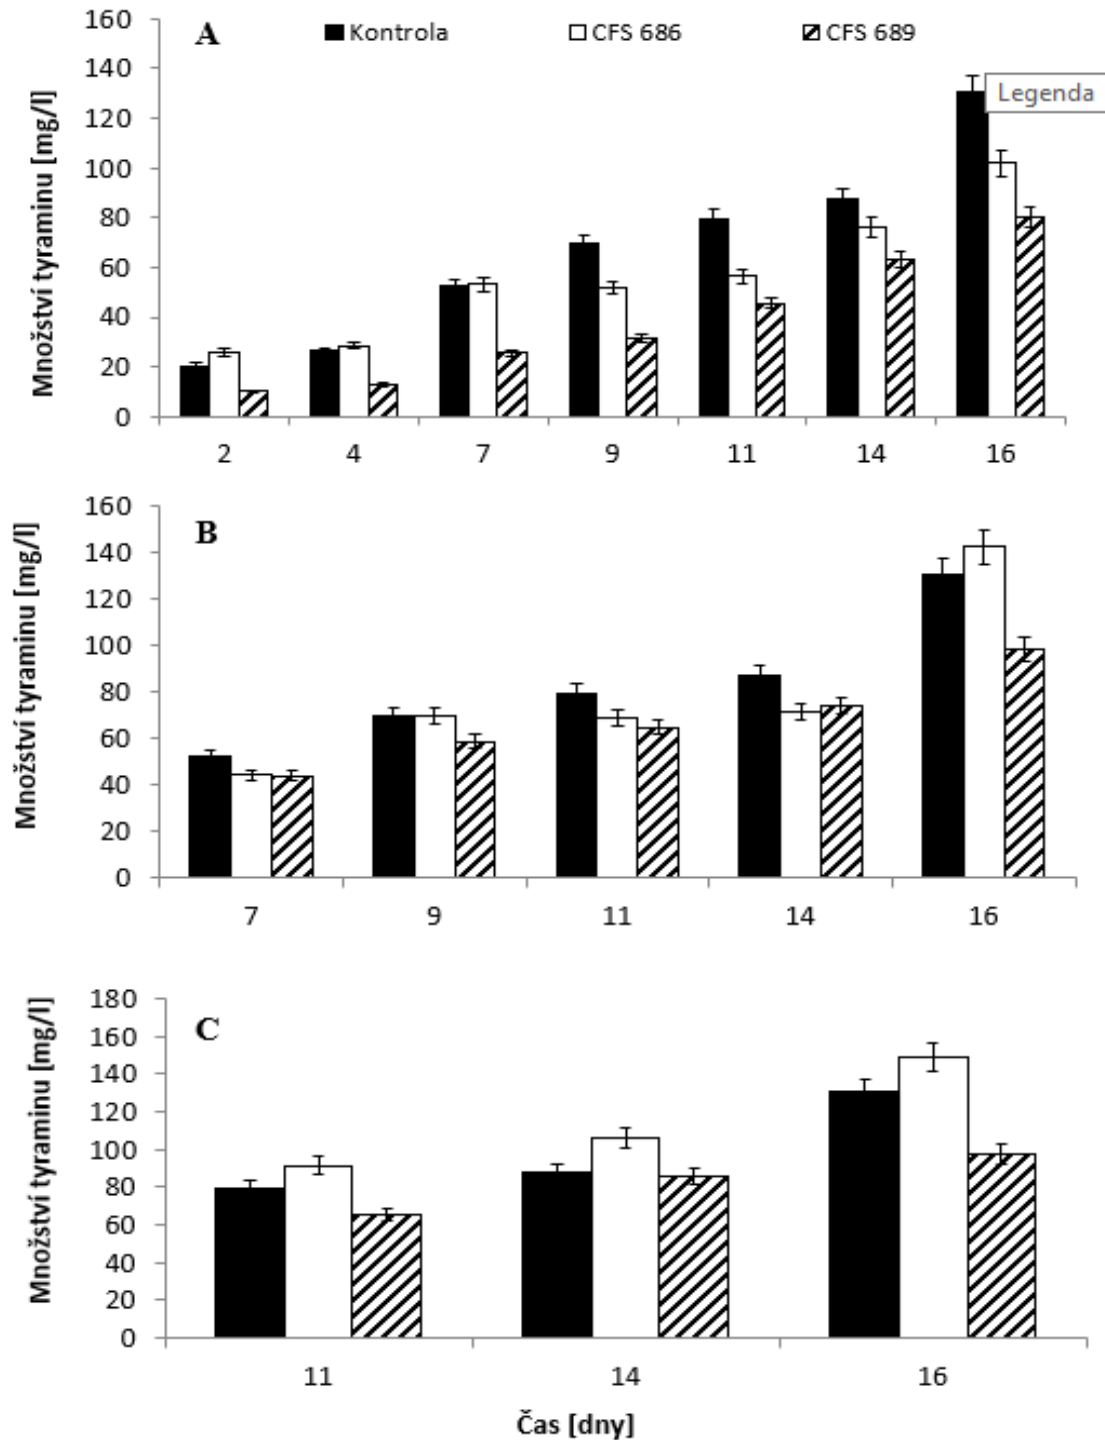 A
Kontrola CFS 686 CFS 689
Legenda
Množství tyraminu [mg/l]
160
140
120
100
80
60
40
20
0
2 4 7 9 11 14 16
B
Množství tyraminu [mg/l]
160
140
120
100
80
60
40
20
0
7 9 11 14 16
C
Množství tyraminu [mg/l]
180
160
140
120
100
80
60
40
20
0
11 14 16
Čas [dny]